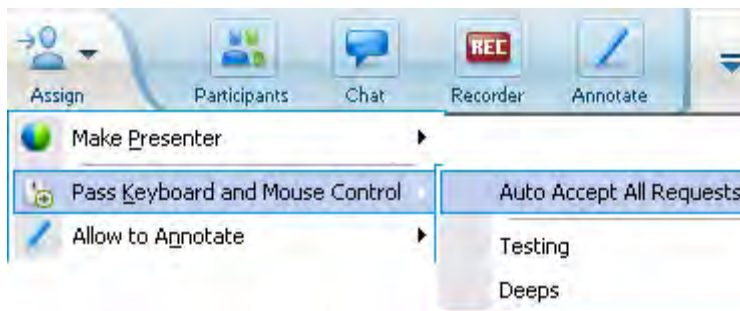 REC
Assign Participants Chat Recorder Annotate
Make Presenter
Pass Keyboard and Mouse Control
Auto Accept All Requests
Allow to Annotate
Testing
Deeps